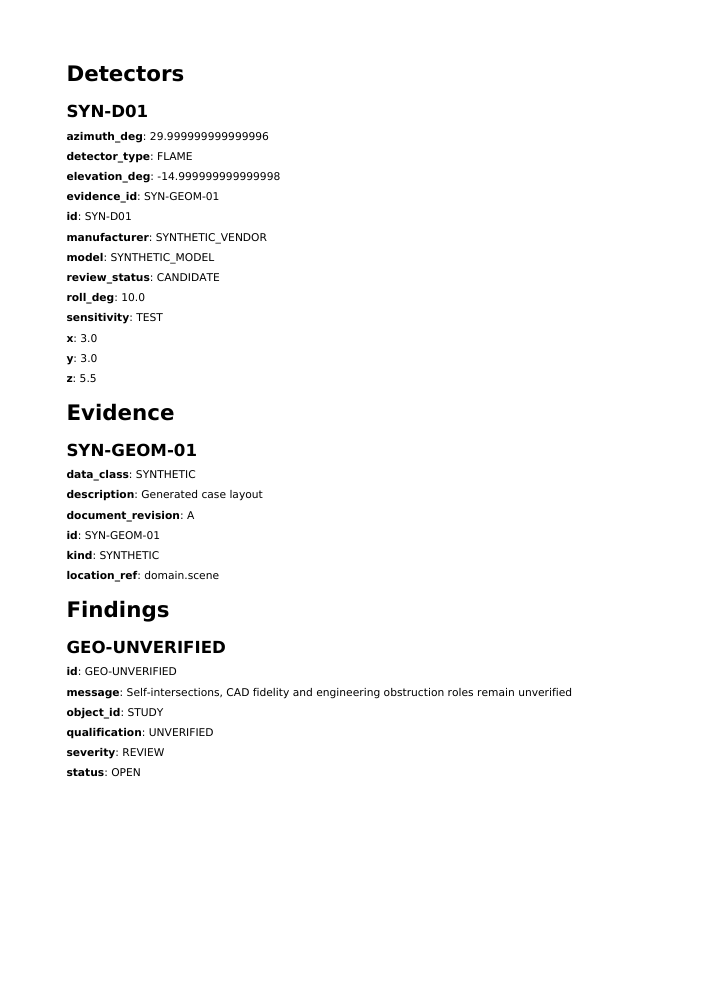 Detectors
SYN-D01
azimuth_deg: 29.999999999999996
detector_type: FLAME
elevation_deg: -14.999999999999998
evidence_id: SYN-GEOM-01
id: SYN-D01
manufacturer: SYNTHETIC_VENDOR
model: SYNTHETIC_MODEL
review_status: CANDIDATE
roll_deg: 10.0
sensitivity: TEST
x: 3.0
y: 3.0
z: 5.5
Evidence
SYN-GEOM-01
data_class: SYNTHETIC
description: Generated case layout
document_revision: A
id: SYN-GEOM-01
kind: SYNTHETIC
location_ref: domain.scene
Findings
GEO-UNVERIFIED
id: GEO-UNVERIFIED
message: Self-intersections, CAD fidelity and engineering obstruction roles remain unverified
object_id: STUDY
qualification: UNVERIFIED
severity: REVIEW
status: OPEN